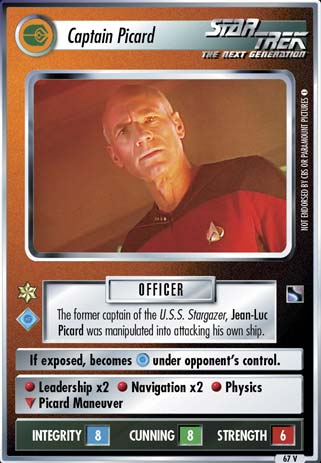 Captain Picard
STAR TREK
THE NEXT GENERATION
NOT ENDORSED BY CBS OR PARAMOUNT PICTURES
OFFICER
The former captain of the U.S.S. Stargazer, Jean-Luc
Picard was manipulated into attacking his own ship.
If exposed, becomes under opponent's control.
Leadership x2 Navigation x2 Physics
Picard Maneuver
INTEGRITY 8 CUNNING 8 STRENGTH 6
67 V